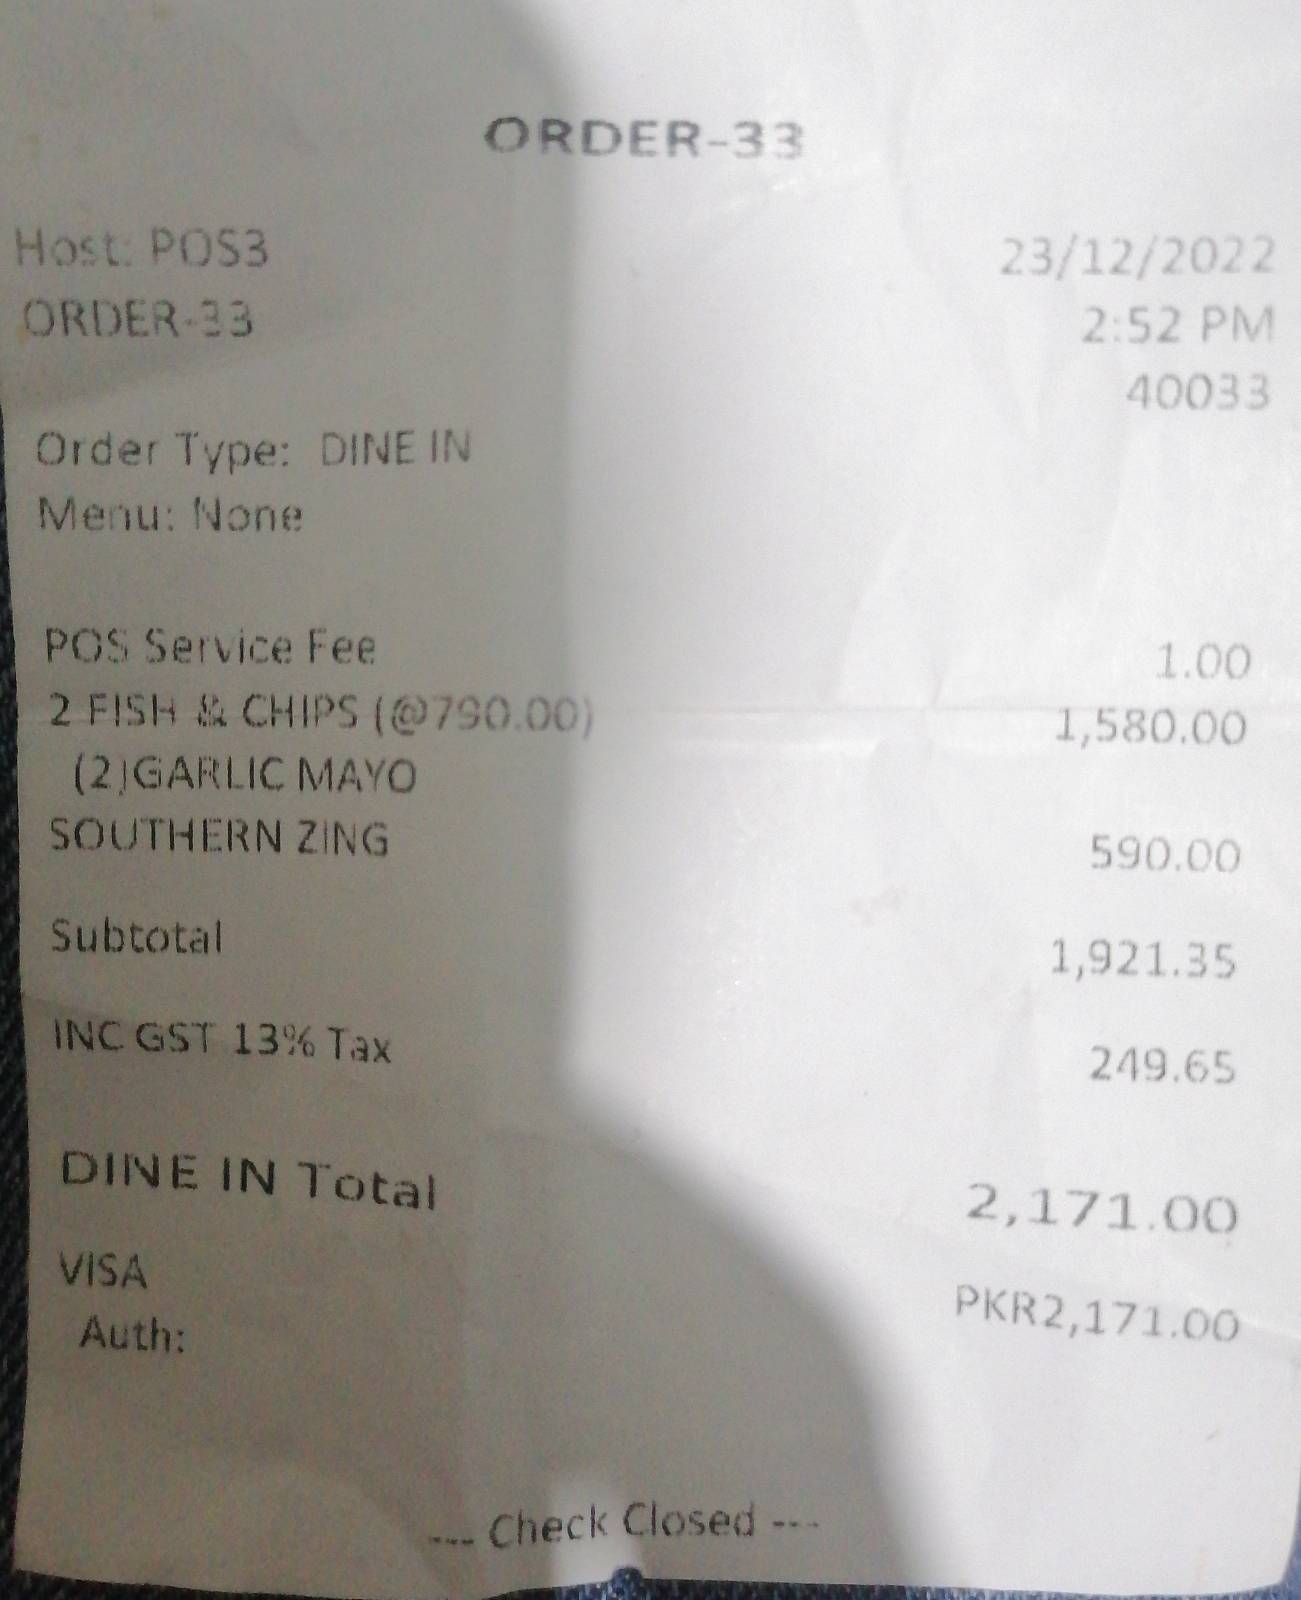 ORDER-33
Host: POS3 23/12/2022
ORDER-33 2:52 PM
40033
Order Type: DINE IN
Menu: None
POS Service Fee 1.00
2 FISH & CHIPS (@790.00) 1,580.00
(2)GARLIC MAYO
SOUTHERN ZING 590.00
Subtotal 1,921.35
INC GST 13% Tax 249.65
DINE IN Total 2,171.00
VISA PKR2,171.00
Auth:
--- Check Closed ---